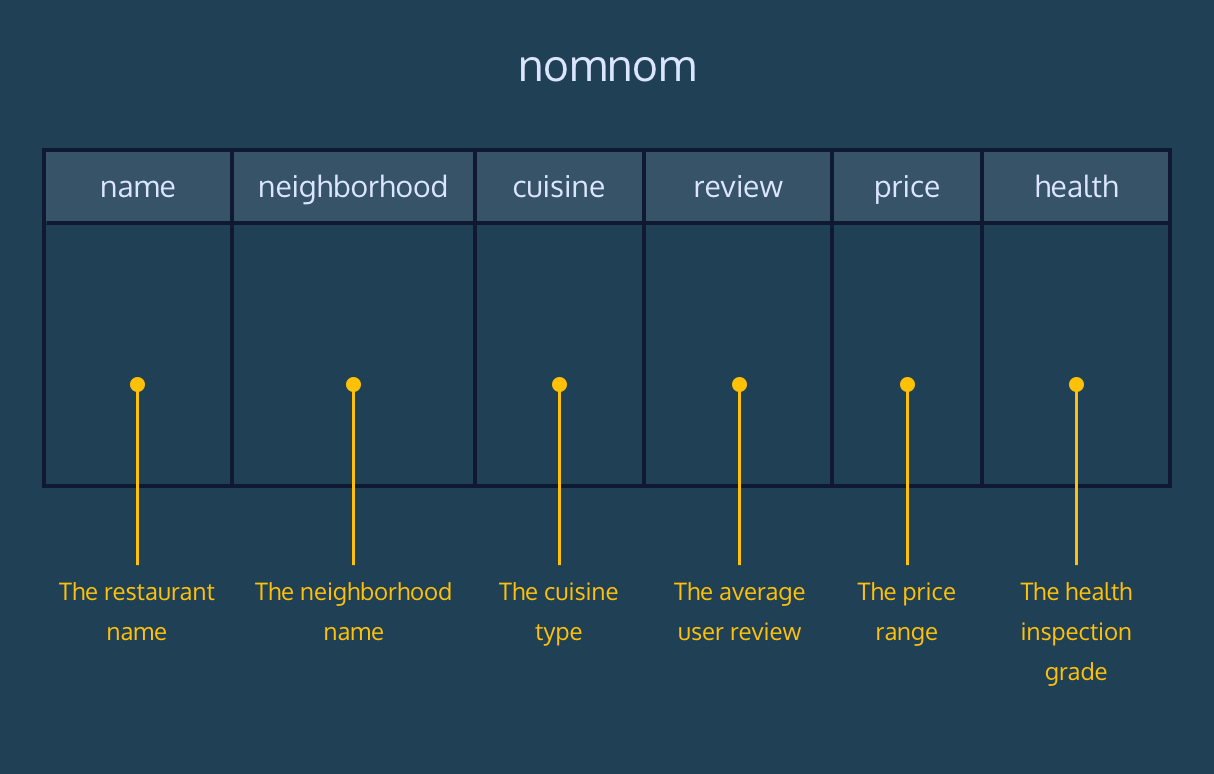 nomnom
name neighborhood cuisine review price health
The restaurant name
The neighborhood name
The cuisine type
The average user review
The price range
The health inspection grade